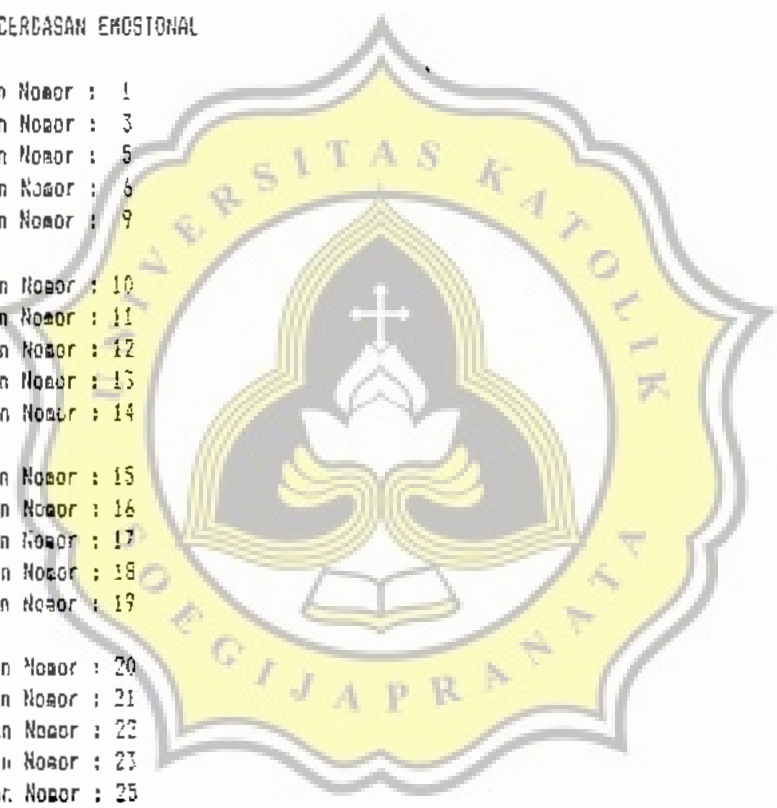 CERDASAN EMOSIONAL
n Nomor : 1
n Nomor : 3
n Nomor : 5
n Nomor : 6
n Nomor : 9
n Nomor : 10
n Nomor : 11
n Nomor : 12
n Nomor : 13
n Nomor : 14
n Nomor : 15
n Nomor : 16
n Nomor : 17
n Nomor : 18
n Nomor : 19
n Nomor : 20
n Nomor : 21
n Nomor : 22
n Nomor : 23
n Nomor : 25
UNIVERSITAS KATOLIK
SOEGIJAPRANATA